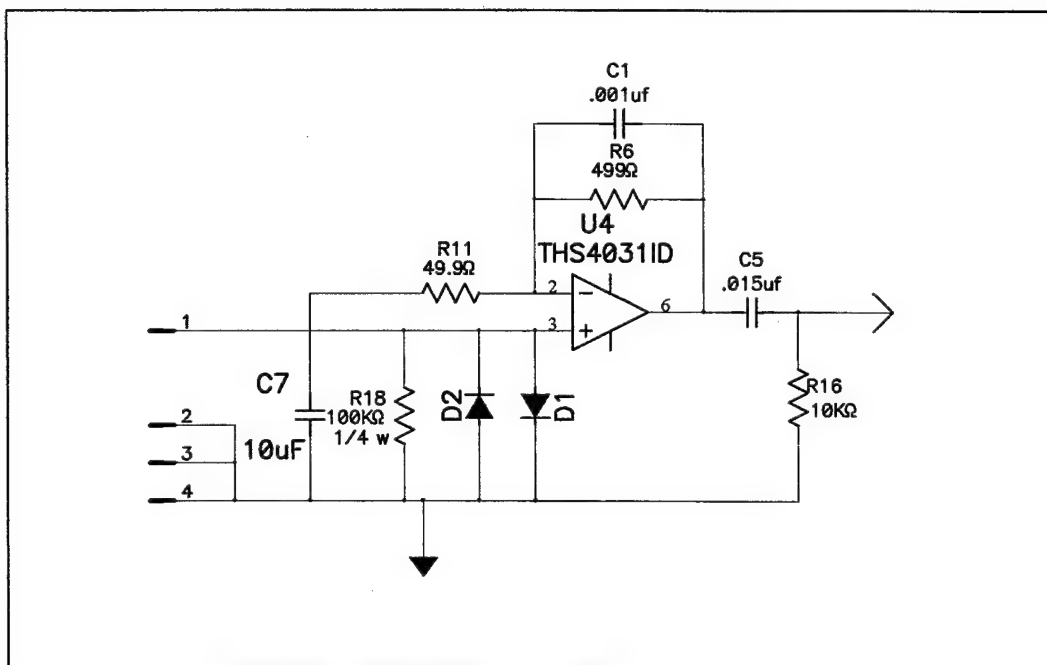 C1
.001uf
R6
499Ω
U4
THS4031ID
R11
49.9Ω
C5
.015uf
2
6
1
3
C7
R18
100KΩ
1/4 w
D2
D1
R16
10KΩ
2
10uF
3
4